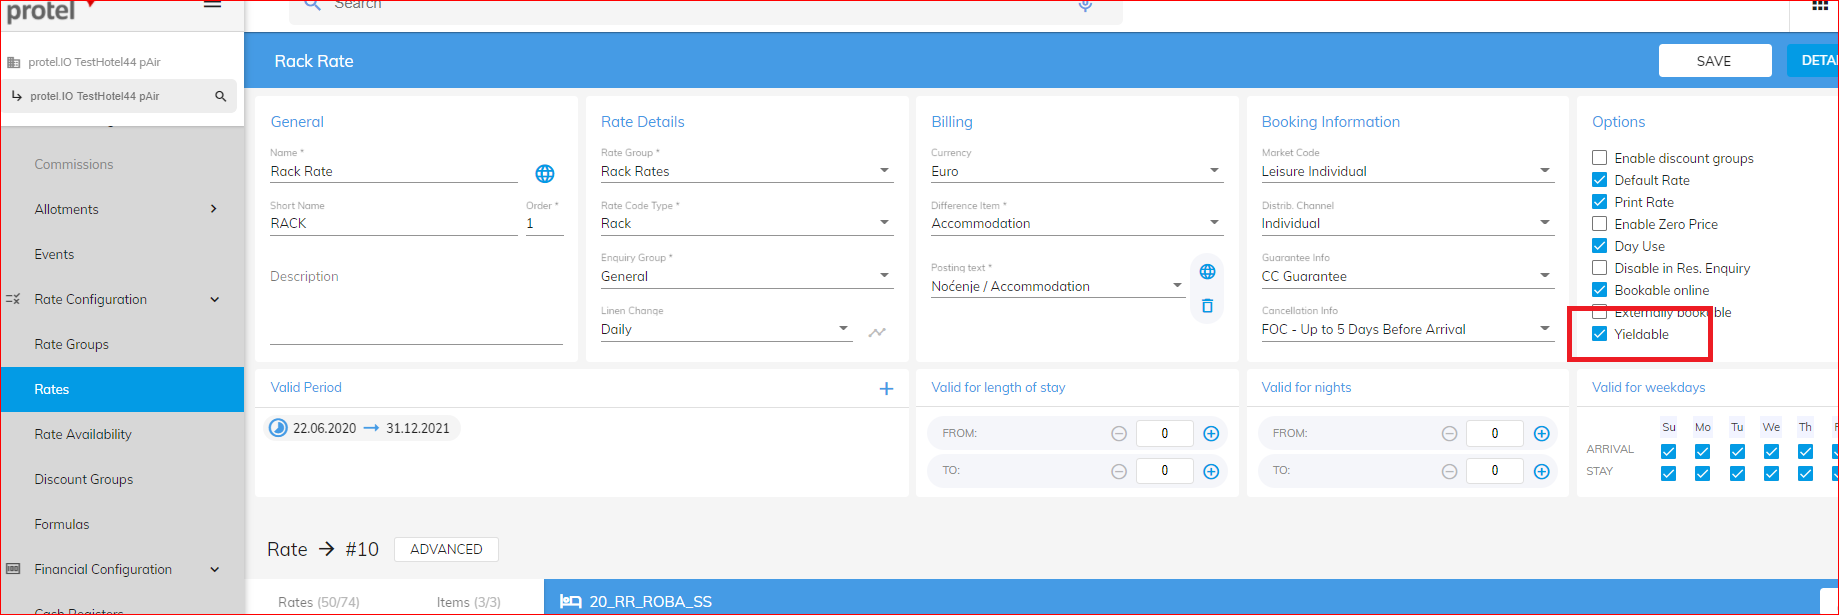 protel
Search
protel.IO TestHotel44 pAir
protel.IO TestHotel44 pAir
Commissions
Allotments
Events
Rate Configuration
Rate Groups
Rates
Rate Availability
Discount Groups
Formulas
Financial Configuration
Cash Registers
Rack Rate
SAVE
DETAI
General
Name *
Rack Rate
Short Name
Order *
RACK
1
Description
Rate Details
Rate Group *
Rack Rates
Rate Code Type *
Rack
Enquiry Group *
General
Linen Change
Daily
Billing
Currency
Euro
Difference Item *
Accommodation
Posting text *
Noćenje / Accommodation
Booking Information
Market Code
Leisure Individual
Distrib. Channel
Individual
Guarantee Info
CC Guarantee
Cancellation Info
FOC - Up to 5 Days Before Arrival
Options
Enable discount groups
Default Rate
Print Rate
Enable Zero Price
Day Use
Disable in Res. Enquiry
Bookable online
Externally bookable
Yieldable
Valid Period
22.06.2020 → 31.12.2021
Valid for length of stay
FROM: 0
TO: 0
Valid for nights
FROM: 0
TO: 0
Valid for weekdays
Su Mo Tu We Th F
ARRIVAL
STAY
Rate → #10 ADVANCED
Rates (50/74)
Items (3/3)
20_RR_ROBA_SS